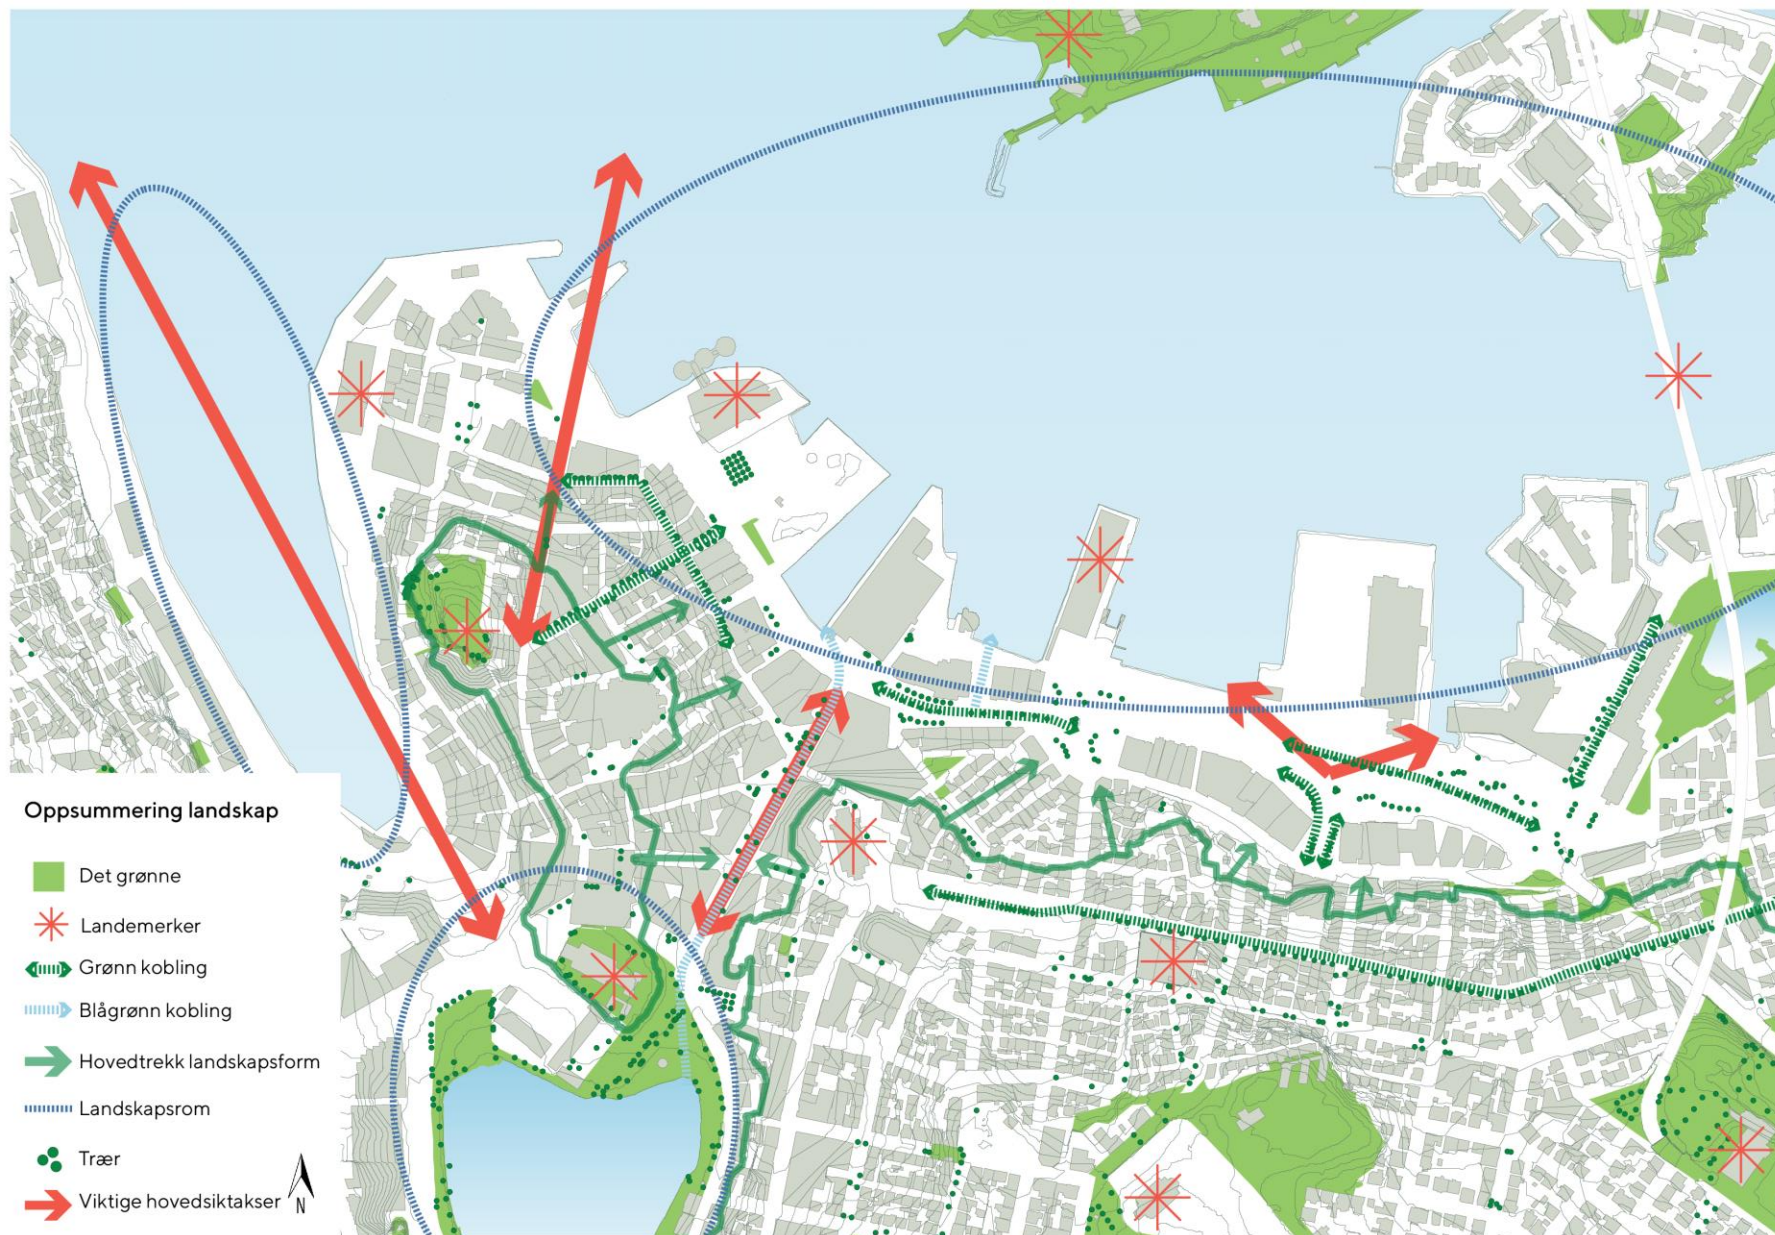 Oppsummering landskap
Det grønne
Landemerker
Grønn kobling
Blågrønn kobling
Hovedtrekk landskapsform
Landskapsrom
Trær
Viktige hovedsiktakser
N